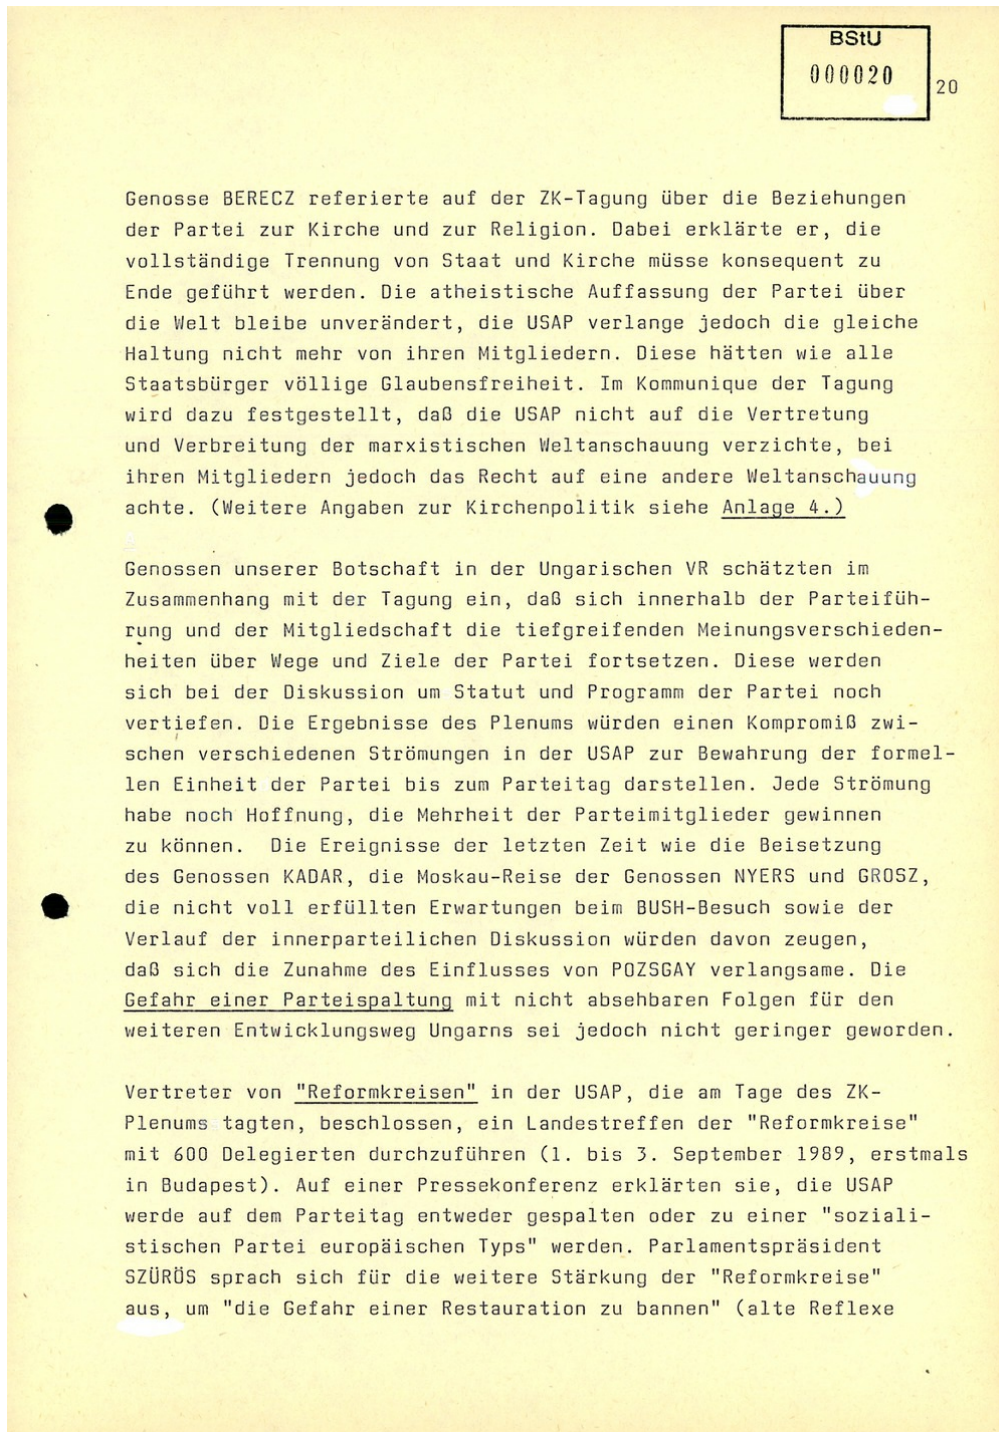 BStU
000020
20
Genosse BERECZ referierte auf der ZK-Tagung über die Beziehungen
der Partei zur Kirche und zur Religion. Dabei erklärte er, die
vollständige Trennung von Staat und Kirche müsse konsequent zu
Ende geführt werden. Die atheistische Auffassung der Partei über
die Welt bleibe unverändert, die USAP verlange jedoch die gleiche
Haltung nicht mehr von ihren Mitgliedern. Diese hätten wie alle
Staatsbürger völlige Glaubensfreiheit. Im Kommunique der Tagung
wird dazu festgestellt, daß die USAP nicht auf die Vertretung
und Verbreitung der marxistischen Weltanschauung verzichte, bei
ihren Mitgliedern jedoch das Recht auf eine andere Weltanschauung
achte. (Weitere Angaben zur Kirchenpolitik siehe Anlage 4.)
Genossen unserer Botschaft in der Ungarischen VR schätzten im
Zusammenhang mit der Tagung ein, daß sich innerhalb der Parteifüh-
rung und der Mitgliedschaft die tiefgreifenden Meinungsverschieden-
heiten über Wege und Ziele der Partei fortsetzen. Diese werden
sich bei der Diskussion um Statut und Programm der Partei noch
vertiefen. Die Ergebnisse des Plenums würden einen Kompromiß zwi-
schen verschiedenen Strömungen in der USAP zur Bewahrung der formel-
len Einheit der Partei bis zum Parteitag darstellen. Jede Strömung
habe noch Hoffnung, die Mehrheit der Parteimitglieder gewinnen
zu können.  Die Ereignisse der letzten Zeit wie die Beisetzung
des Genossen KADAR, die Moskau-Reise der Genossen NYERS und GROSZ,
die nicht voll erfüllten Erwartungen beim BUSH-Besuch sowie der
Verlauf der innerparteilichen Diskussion würden davon zeugen,
daß sich die Zunahme des Einflusses von POZSGAY verlangsame. Die
Gefahr einer Parteispaltung mit nicht absehbaren Folgen für den
weiteren Entwicklungsweg Ungarns sei jedoch nicht geringer geworden.
Vertreter von "Reformkreisen" in der USAP, die am Tage des ZK-
Plenums tagten, beschlossen, ein Landestreffen der "Reformkreise"
mit 600 Delegierten durchzuführen (1. bis 3. September 1989, erstmals
in Budapest). Auf einer Pressekonferenz erklärten sie, die USAP
werde auf dem Parteitag entweder gespalten oder zu einer "soziali-
stischen Partei europäischen Typs" werden. Parlamentspräsident
SZÜRÖS sprach sich für die weitere Stärkung der "Reformkreise"
aus, um "die Gefahr einer Restauration zu bannen" (alte Reflexe